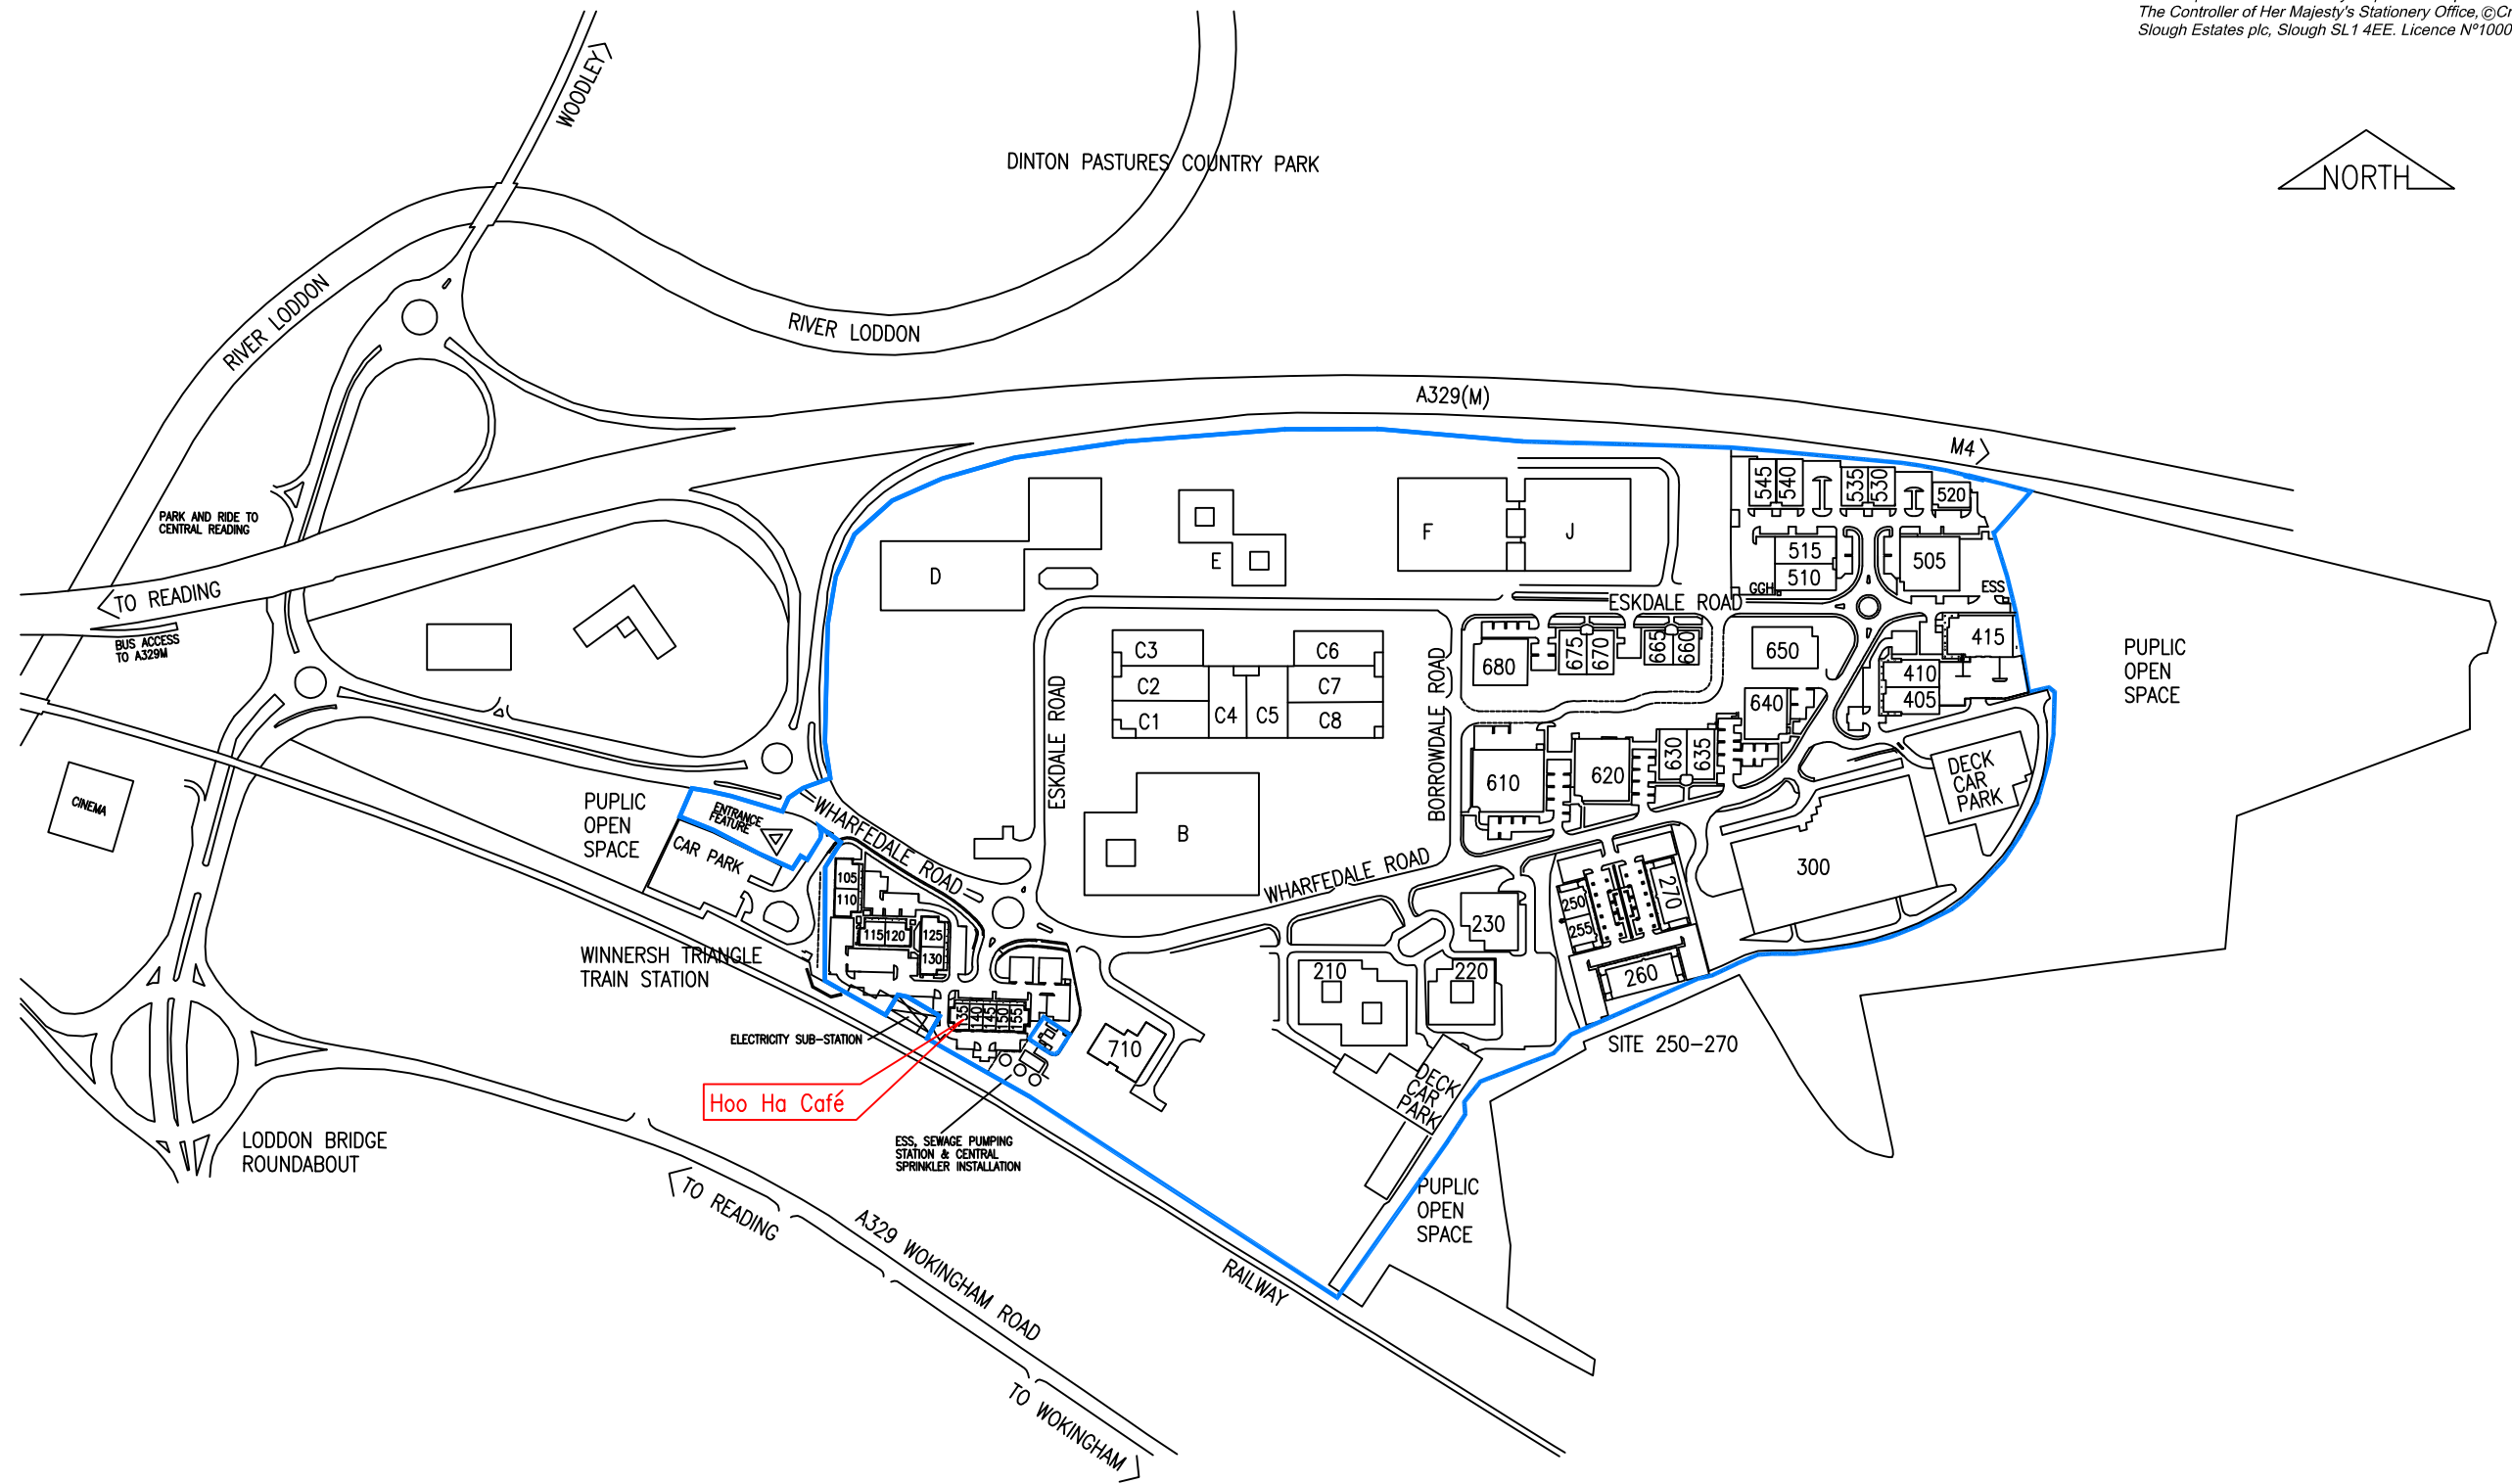 The Controller of Her Majesty's Stationery Office, ©Cr
Slough Estates plc, Slough SL1 4EE. Licence Nº1000
WOODLEY
DINTON PASTURES COUNTRY PARK
NORTH
RIVER LODDON
RIVER LODDON
A329(M)
M4
PARK AND RIDE TO
CENTRAL READING
TO READING
BUS ACCESS
TO A329M
D
E
F
J
545
540
535
530
520
515
510
505
GGH
ESS
ESKDALE ROAD
C3
C6
C2
C7
C1
C4
C5
C8
ESKDALE ROAD
BORROWDALE ROAD
680
675
670
665
660
650
415
410
405
640
PUPLIC
OPEN
SPACE
610
620
630
635
DECK
CAR
PARK
CINEMA
PUPLIC
OPEN
SPACE
ENTRANCE
FEATURE
CAR PARK
WHARFEDALE ROAD
B
WHARFEDALE ROAD
300
105
110
115
120
125
130
230
250
255
270
260
210
220
WINNERSH TRIANGLE
TRAIN STATION
ELECTRICITY SUB-STATION
135
140
145
150
155
710
SITE 250-270
DECK
CAR
PARK
Hoo Ha Café
ESS, SEWAGE PUMPING
STATION & CENTRAL
SPRINKLER INSTALLATION
LODDON BRIDGE
ROUNDABOUT
TO READING
A329 WOKINGHAM ROAD
RAILWAY
PUPLIC
OPEN
SPACE
TO WOKINGHAM